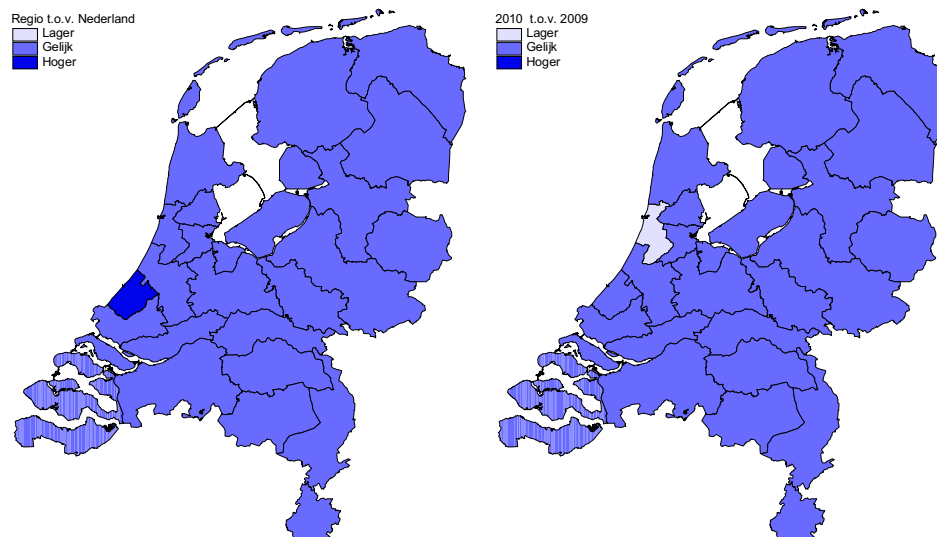 Regio t.o.v. Nederland
Lager
Gelijk
Hoger
2010 t.o.v. 2009
Lager
Gelijk
Hoger